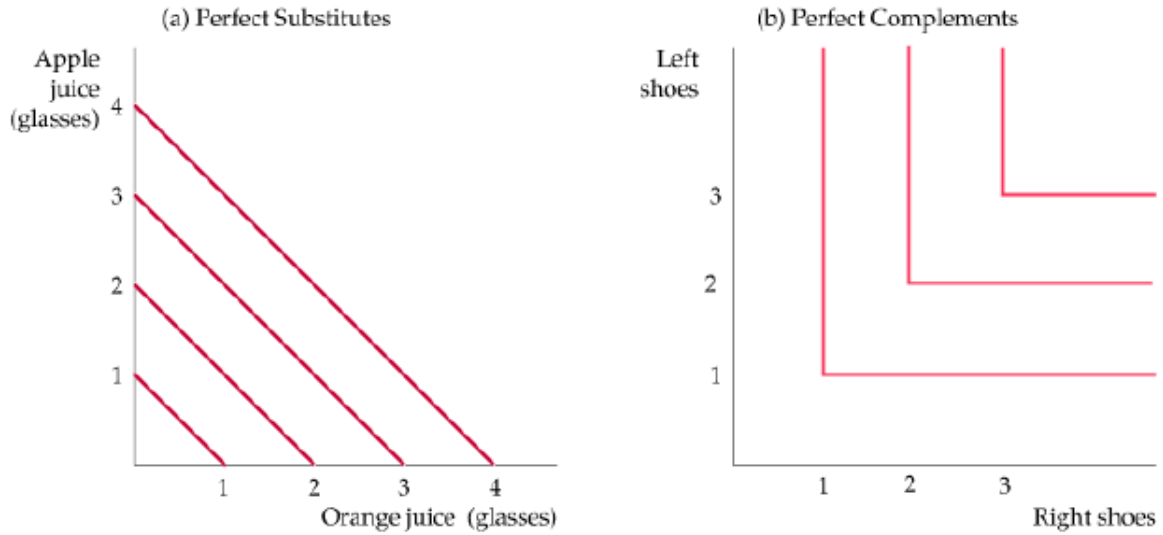 (a) Perfect Substitutes
Apple
juice
(glasses)
4
3
2
1
1 2 3 4
Orange juice (glasses)
(b) Perfect Complements
Left
shoes
3
2
1
1 2 3
Right shoes